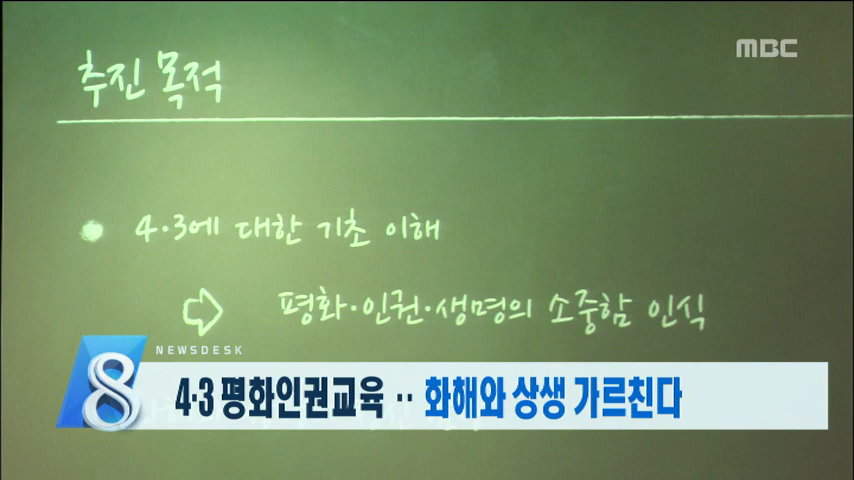 MBC
추진 목적
4·3에 대한 기초 이해
평화·인권·생명의 소중함 인식
8 NEWSDESK
4·3 평화인권교육 ‥ 화해와 상생 가르친다